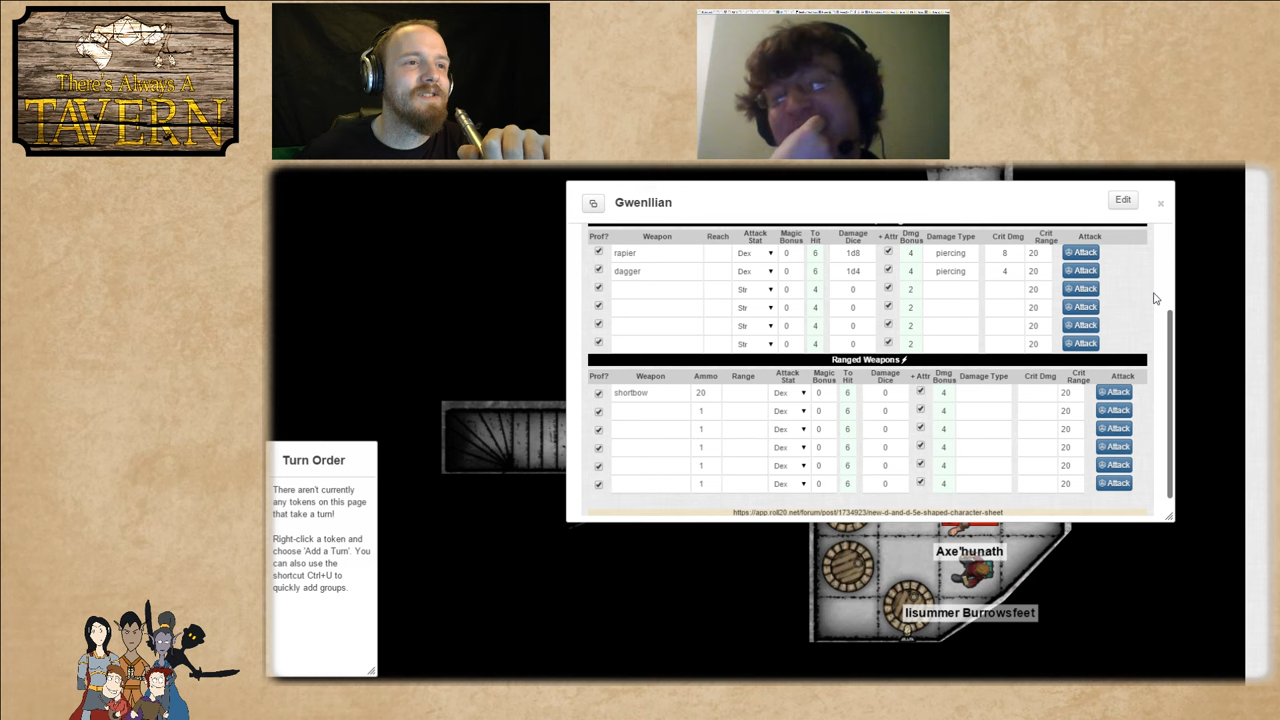 There's Always A
TAVERN
Gwenllian
Edit
×
Prof? Weapon Reach Attack Stat Magic Bonus To Hit Damage Dice + Attr Dmg Bonus Damage Type Crit Dmg Crit Range Attack
rapier Dex 0 6 1d8 4 piercing 8 20 Attack
dagger Dex 0 6 1d4 4 piercing 4 20 Attack
Str 0 4 0 2 20 Attack
Str 0 4 0 2 20 Attack
Str 0 4 0 2 20 Attack
Str 0 4 0 2 20 Attack
Ranged Weapons
Prof? Weapon Ammo Range Attack Stat Magic Bonus To Hit Damage Dice + Attr Dmg Bonus Damage Type Crit Dmg Crit Range Attack
shortbow 20 Dex 0 6 0 4 20 Attack
1 Dex 0 6 0 4 20 Attack
1 Dex 0 6 0 4 20 Attack
1 Dex 0 6 0 4 20 Attack
1 Dex 0 6 0 4 20 Attack
1 Dex 0 6 0 4 20 Attack
https://app.roll20.net/forum/post/1734923/new-d-and-d-5e-shaped-character-sheet
Turn Order
There aren't currently
any tokens on this page
that take a turn!
Right-click a token and
choose 'Add a Turn'. You
can also use the
shortcut Ctrl+U to
quickly add groups.
Axe'hunath
lisummer Burrowsfeet